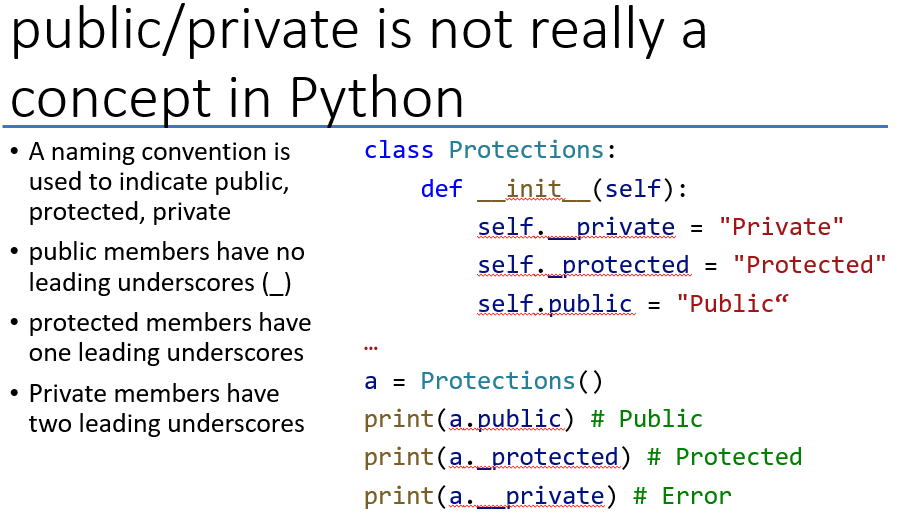 public/private is not really a
concept in Python
• A naming convention is
used to indicate public,
protected, private
• public members have no
leading underscores (_)
• protected members have
one leading underscores
• Private members have
two leading underscores
class Protections:
    def __init__(self):
        self.__private = "Private"
        self._protected = "Protected"
        self.public = "Public“
…
a = Protections()
print(a.public) # Public
print(a._protected) # Protected
print(a.__private) # Error